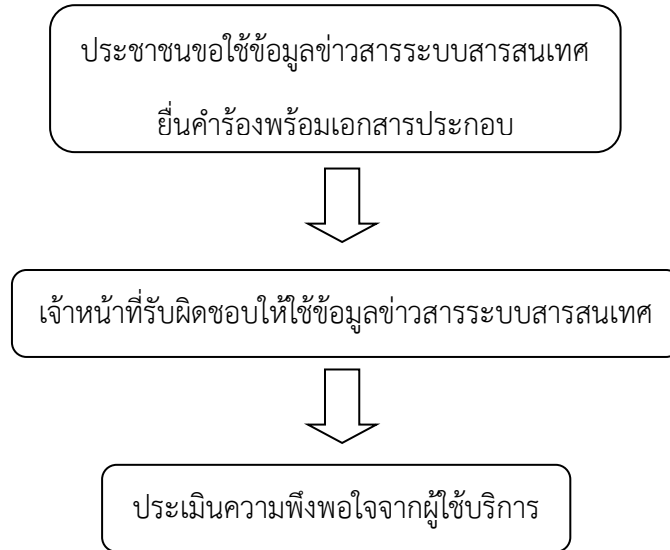 ประชาชนขอใช้ข้อมูลข่าวสารระบบสารสนเทศ
ยื่นคำร้องพร้อมเอกสารประกอบ
เจ้าหน้าที่รับผิดชอบให้ใช้ข้อมูลข่าวสารระบบสารสนเทศ
ประเมินความพึงพอใจจากผู้ใช้บริการ